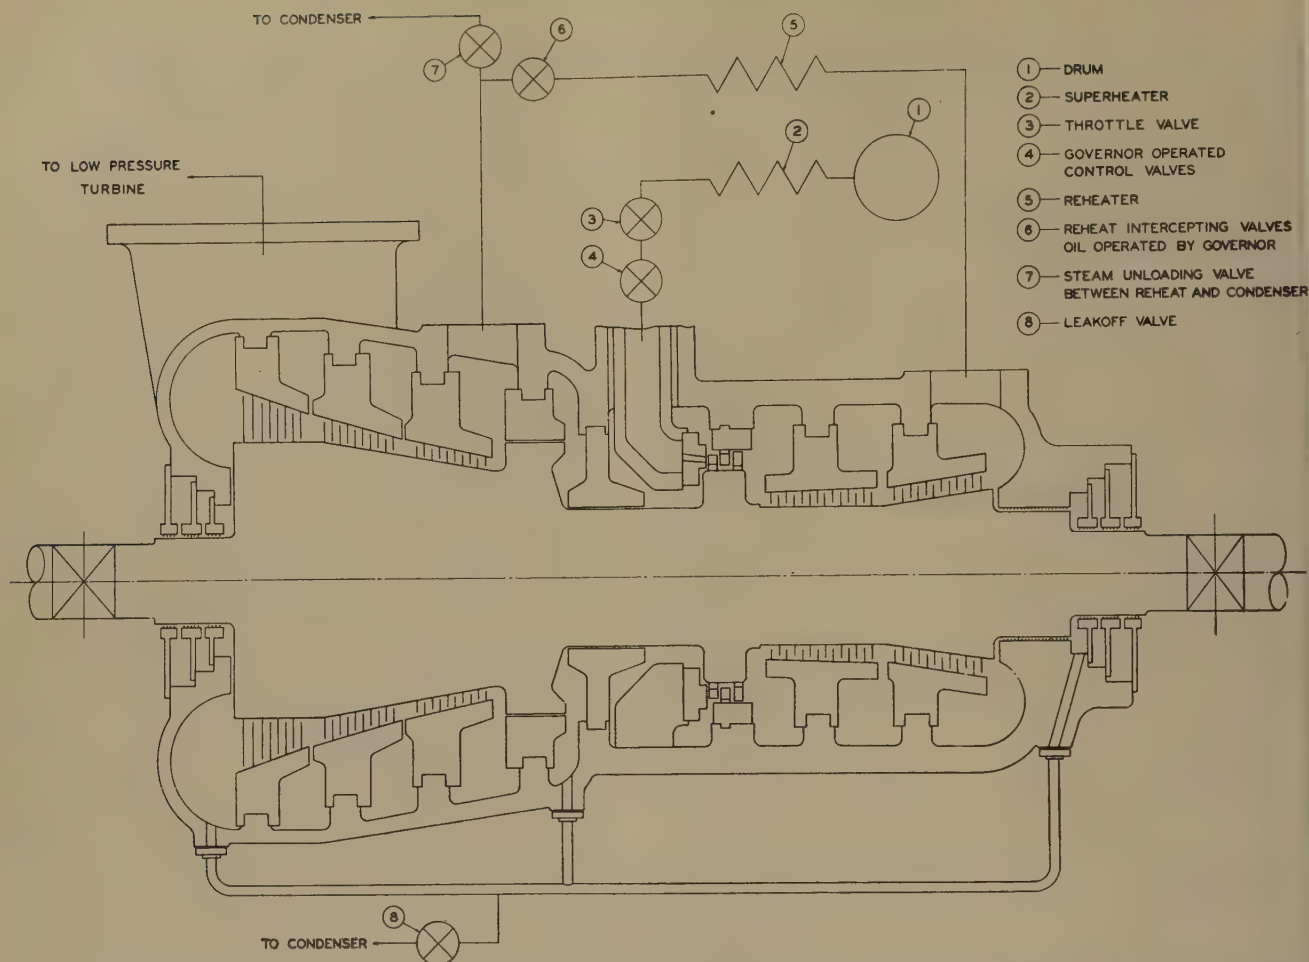 TO CONDENSER
6
5
7
1
2
TO LOW PRESSURE
TURBINE
3
4
1 DRUM
2 SUPERHEATER
3 THROTTLE VALVE
4 GOVERNOR OPERATED
CONTROL VALVES
5 REHEATER
6 REHEAT INTERCEPTING VALVES
OIL OPERATED BY GOVERNOR
7 STEAM UNLOADING VALVE
BETWEEN REHEAT AND CONDENSER
8 LEAKOFF VALVE
8
TO CONDENSER